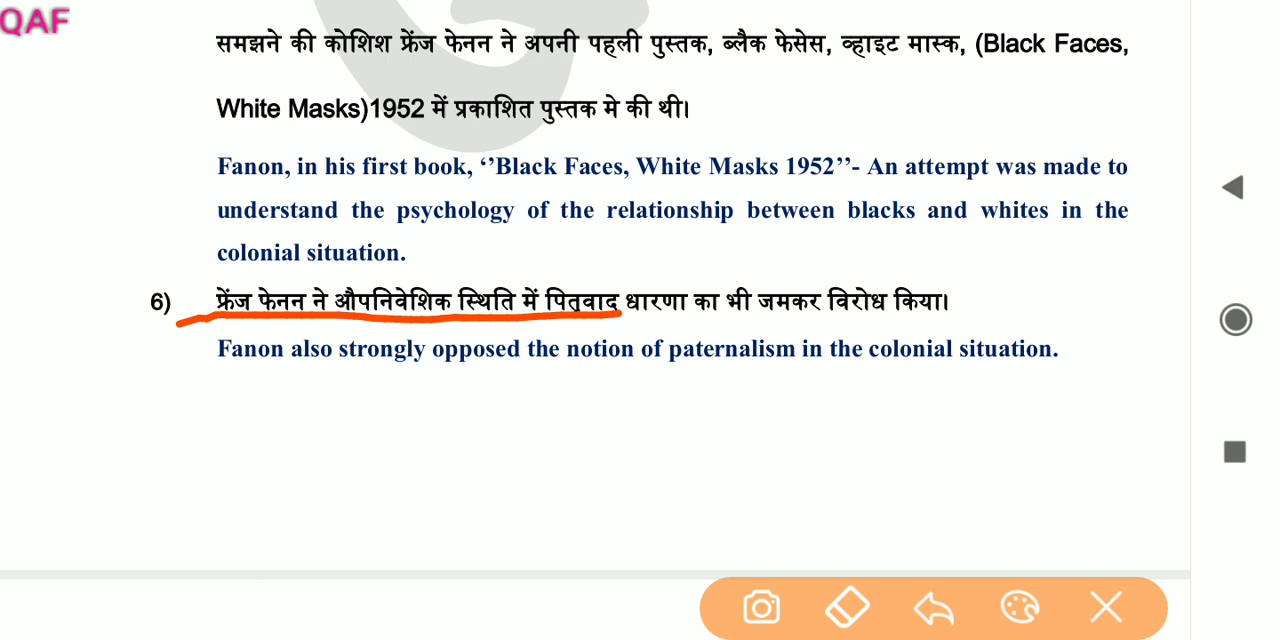 QAF
समझने की कोशिश फ्रेंज फेनन ने अपनी पहली पुस्तक, ब्लैक फेसेस, व्हाइट मास्क, (Black Faces,
White Masks)1952 में प्रकाशित पुस्तक मे की थी।
Fanon, in his first book, ‘’Black Faces, White Masks 1952’’- An attempt was made to
understand the psychology of the relationship between blacks and whites in the
colonial situation.
6) फ्रेंज फेनन ने औपनिवेशिक स्थिति में पितृवाद धारणा का भी जमकर विरोध किया।
Fanon also strongly opposed the notion of paternalism in the colonial situation.